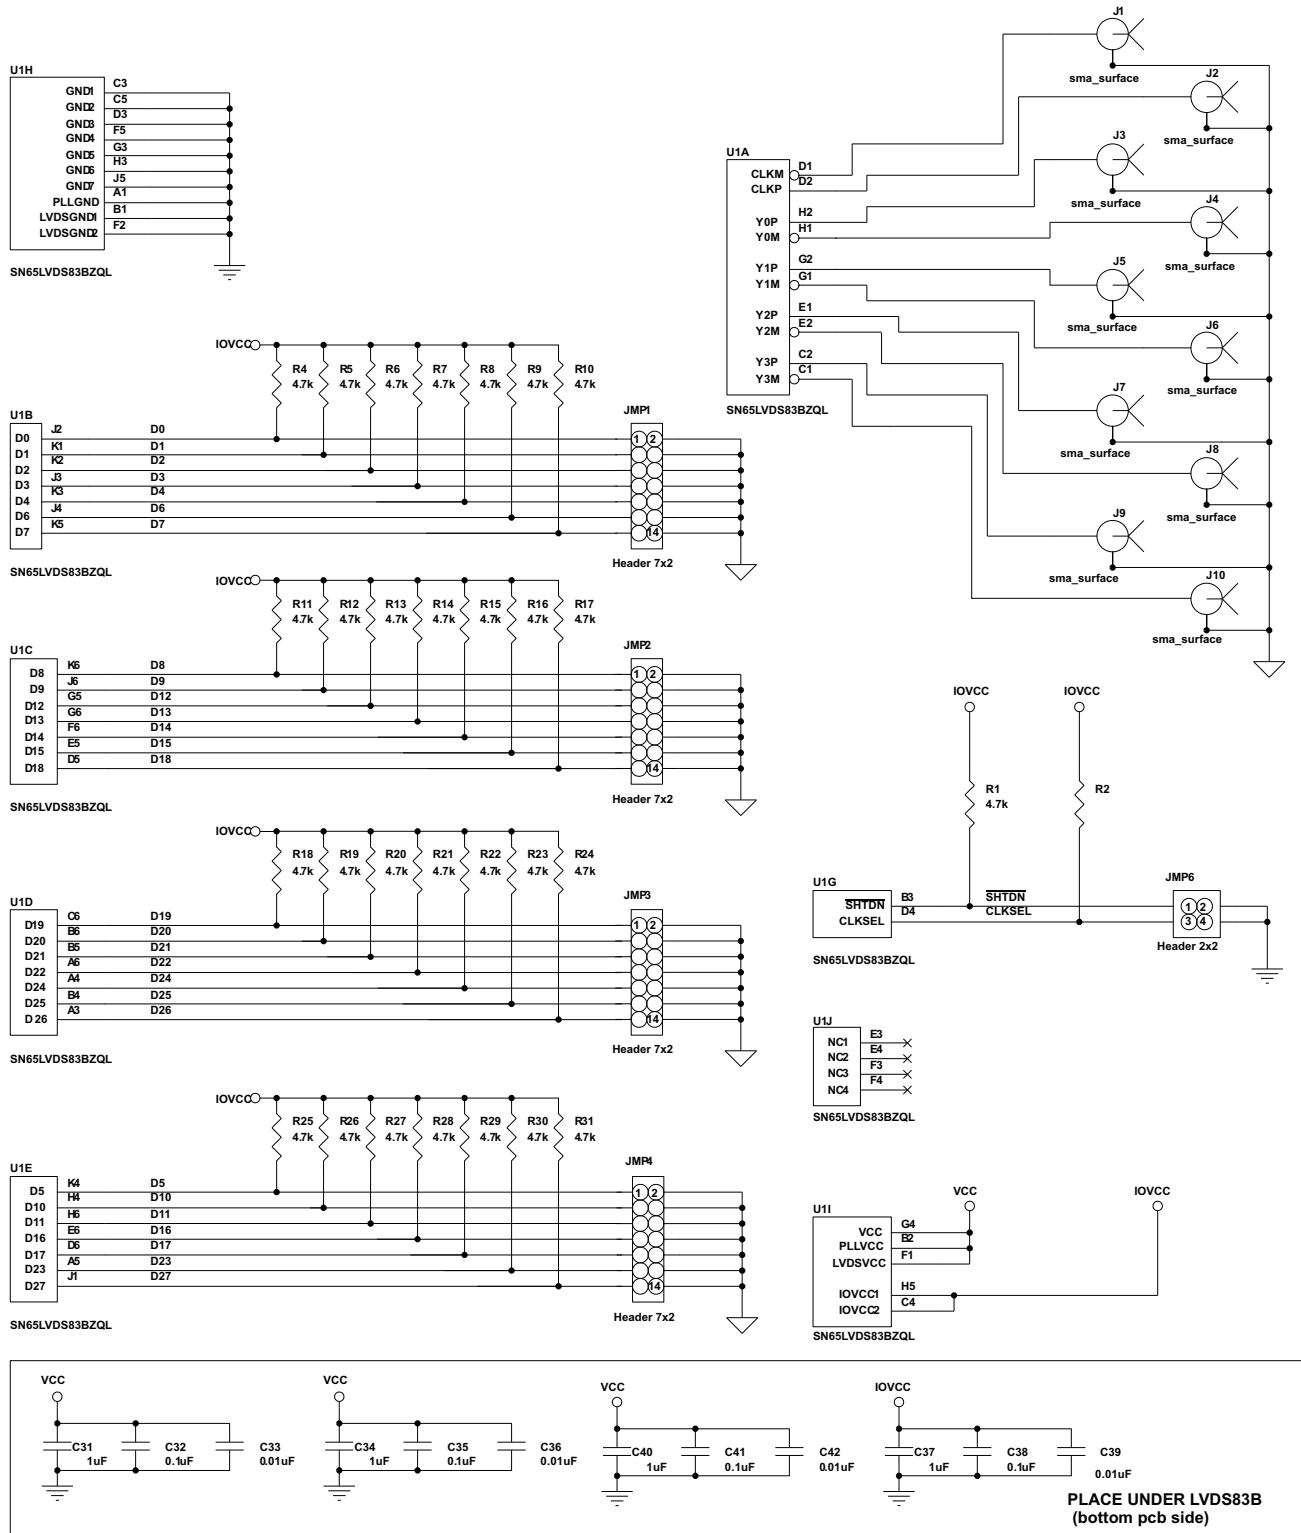 U1H
GND1 C3
GND2 C5
GND3 D3
GND4 F5
GND5 G3
GND6 H3
GND7 J5
PLLGND A1
LVDSGND1 B1
LVDSGND2 F2
SN65LVDS83BZQL
J1
sma_surface
J2
sma_surface
J3
sma_surface
J4
sma_surface
J5
sma_surface
J6
sma_surface
J7
sma_surface
J8
sma_surface
J9
sma_surface
J10
sma_surface
U1A
CLKM D1
CLKP D2
Y0P H2
Y0M H1
Y1P G2
Y1M G1
Y2P E1
Y2M E2
Y3P C2
Y3M C1
SN65LVDS83BZQL
IOVCC
R4 R5 R6 R7 R8 R9 R10
4.7k 4.7k 4.7k 4.7k 4.7k 4.7k 4.7k
U1B
JMP1
D0 J2 D0 1 2
D1 K1 D1
D2 K2 D2
D3 J3 D3
D4 K3 D4
D6 J4 D6
D7 K5 D7 14
SN65LVDS83BZQL
Header 7x2
IOVCC
R11 R12 R13 R14 R15 R16 R17
4.7k 4.7k 4.7k 4.7k 4.7k 4.7k 4.7k
U1C
JMP2
D8 K6 D8 1 2
D9 J6 D9
D12 G5 D12
D13 G6 D13
D14 F6 D14
D15 E5 D15
D18 D5 D18 14
SN65LVDS83BZQL
Header 7x2
IOVCC
R18 R19 R20 R21 R22 R23 R24
4.7k 4.7k 4.7k 4.7k 4.7k 4.7k 4.7k
U1D
JMP3
D19 C6 D19 1 2
D20 B6 D20
D21 B5 D21
D22 A6 D22
D24 A4 D24
D25 B4 D25
D26 A3 D26 14
SN65LVDS83BZQL
Header 7x2
IOVCC
R25 R26 R27 R28 R29 R30 R31
4.7k 4.7k 4.7k 4.7k 4.7k 4.7k 4.7k
U1E
JMP4
D5 K4 D5 1 2
D10 H4 D10
D11 H6 D11
D16 E6 D16
D17 D6 D17
D23 A5 D23
D27 J1 D27 14
SN65LVDS83BZQL
Header 7x2
IOVCC IOVCC
R1 R2
4.7k
U1G
JMP6
SHTDN B3 SHTDN 1 2
CLKSEL D4 CLKSEL 3 4
Header 2x2
SN65LVDS83BZQL
U1J
NC1 E3
NC2 E4
NC3 F3
NC4 F4
SN65LVDS83BZQL
VCC IOVCC
U1I
VCC G4
PLLVCC B2
LVDSVCC F1
IOVCC1 H5
IOVCC2 C4
SN65LVDS83BZQL
VCC VCC VCC IOVCC
C31 C32 C33 C34 C35 C36 C40 C41 C42 C37 C38 C39
1uF 0.1uF 0.01uF 1uF 0.1uF 0.01uF 1uF 0.1uF 0.01uF 1uF 0.1uF 0.01uF
PLACE UNDER LVDS83B
(bottom pcb side)